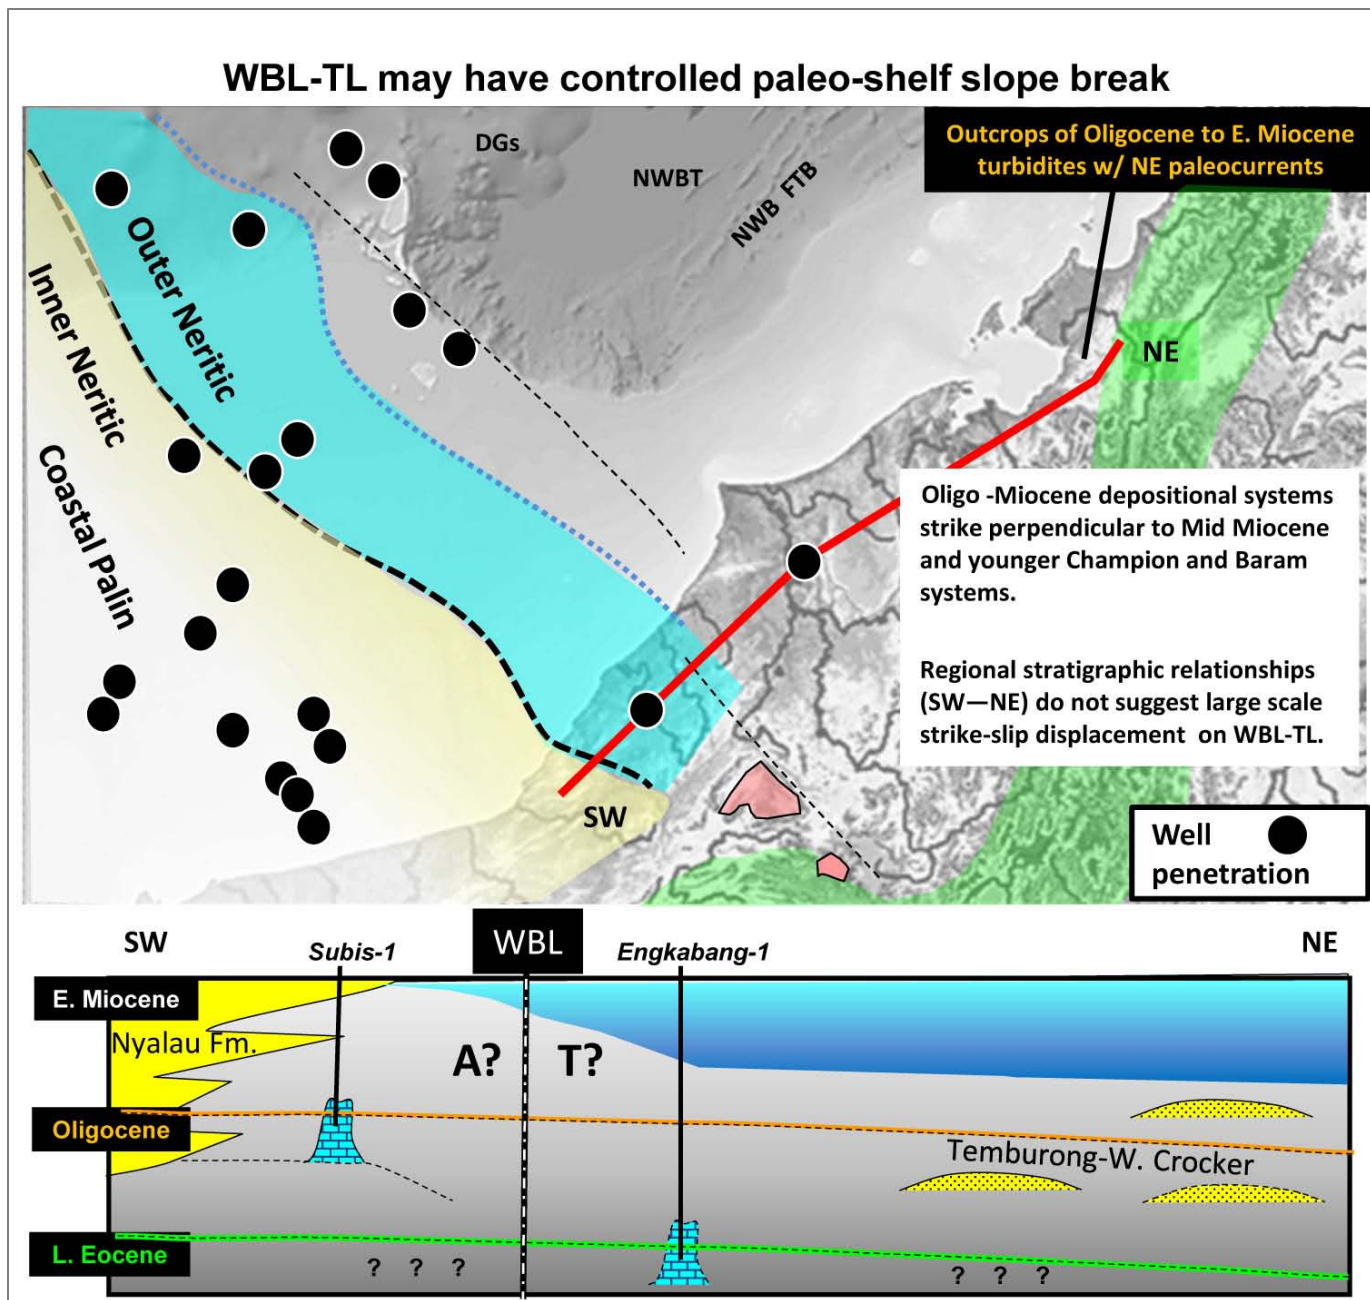 WBL-TL may have controlled paleo-shelf slope break
Outcrops of Oligocene to E. Miocene
turbidites w/ NE paleocurrents
DGs
NWBT
NWB FTB
Outer Neritic
Inner Neritic
Coastal Palin
NE
Oligo -Miocene depositional systems
strike perpendicular to Mid Miocene
and younger Champion and Baram
systems.
Regional stratigraphic relationships
(SW—NE) do not suggest large scale
strike-slip displacement on WBL-TL.
SW
Well
penetration
SW
Subis-1
WBL
Engkabang-1
NE
E. Miocene
Nyalau Fm.
A?
T?
Oligocene
Temburong-W. Crocker
L. Eocene
? ? ?
? ? ?